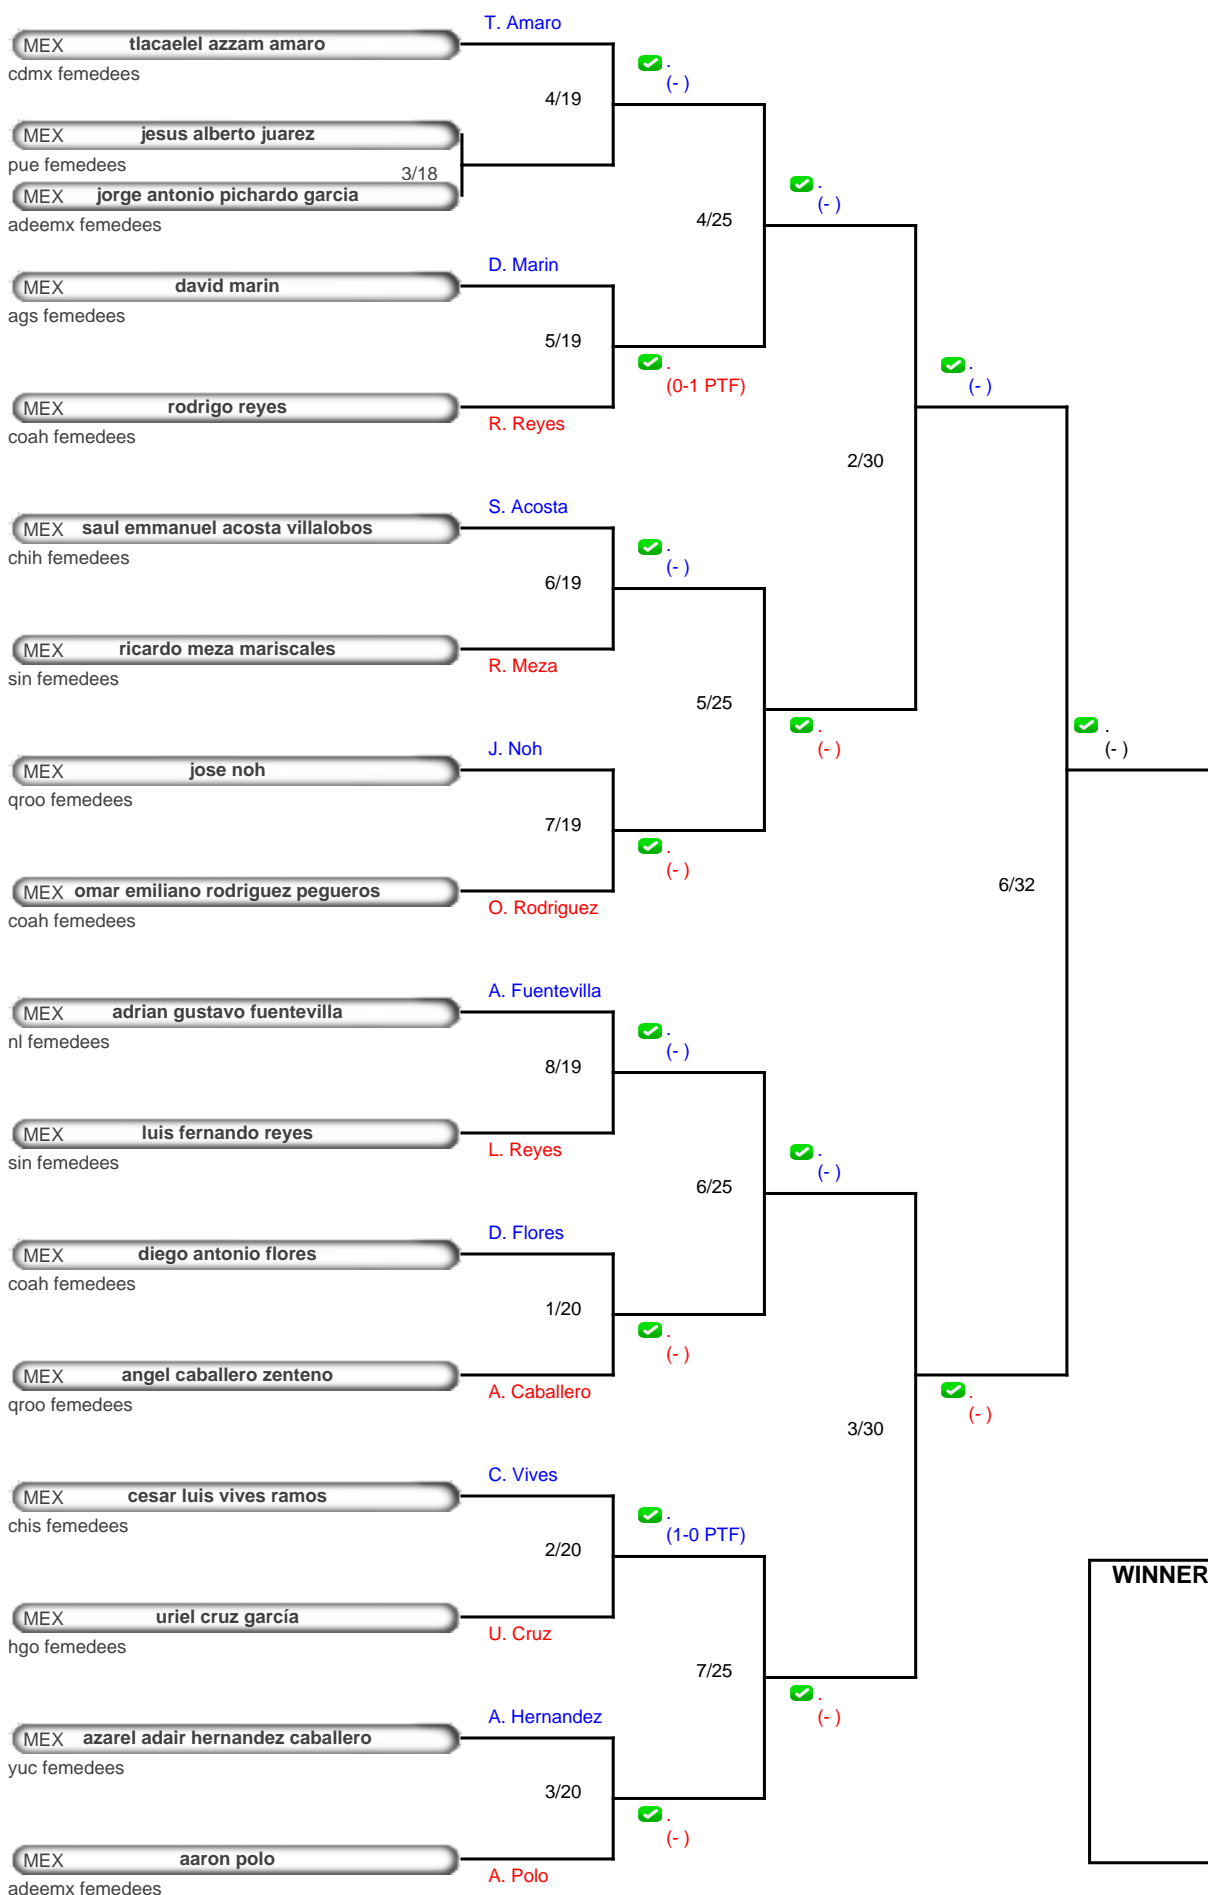 T. Amaro
MEX tlacaelel azzam amaro
cdmx femedees
.
(- )
4/19
MEX jesus alberto juarez
pue femedees
3/18
MEX jorge antonio pichardo garcia
adeemx femedees
.
(- )
4/25
D. Marin
MEX david marin
ags femedees
5/19
.
(0-1 PTF)
.
(- )
MEX rodrigo reyes
coah femedees
R. Reyes
2/30
S. Acosta
MEX saul emmanuel acosta villalobos
chih femedees
.
(- )
6/19
MEX ricardo meza mariscales
sin femedees
R. Meza
5/25
.
(- )
.
(- )
J. Noh
MEX jose noh
qroo femedees
7/19
.
(- )
MEX omar emiliano rodriguez pegueros
coah femedees
O. Rodriguez
6/32
A. Fuentevilla
MEX adrian gustavo fuentevilla
nl femedees
.
(- )
8/19
MEX luis fernando reyes
sin femedees
L. Reyes
.
(- )
6/25
D. Flores
MEX diego antonio flores
coah femedees
1/20
.
(- )
MEX angel caballero zenteno
qroo femedees
A. Caballero
.
(- )
3/30
C. Vives
MEX cesar luis vives ramos
chis femedees
.
(1-0 PTF)
2/20
WINNER
MEX uriel cruz garcía
hgo femedees
U. Cruz
7/25
.
(- )
A. Hernandez
MEX azarel adair hernandez caballero
yuc femedees
3/20
.
(- )
MEX aaron polo
adeemx femedees
A. Polo